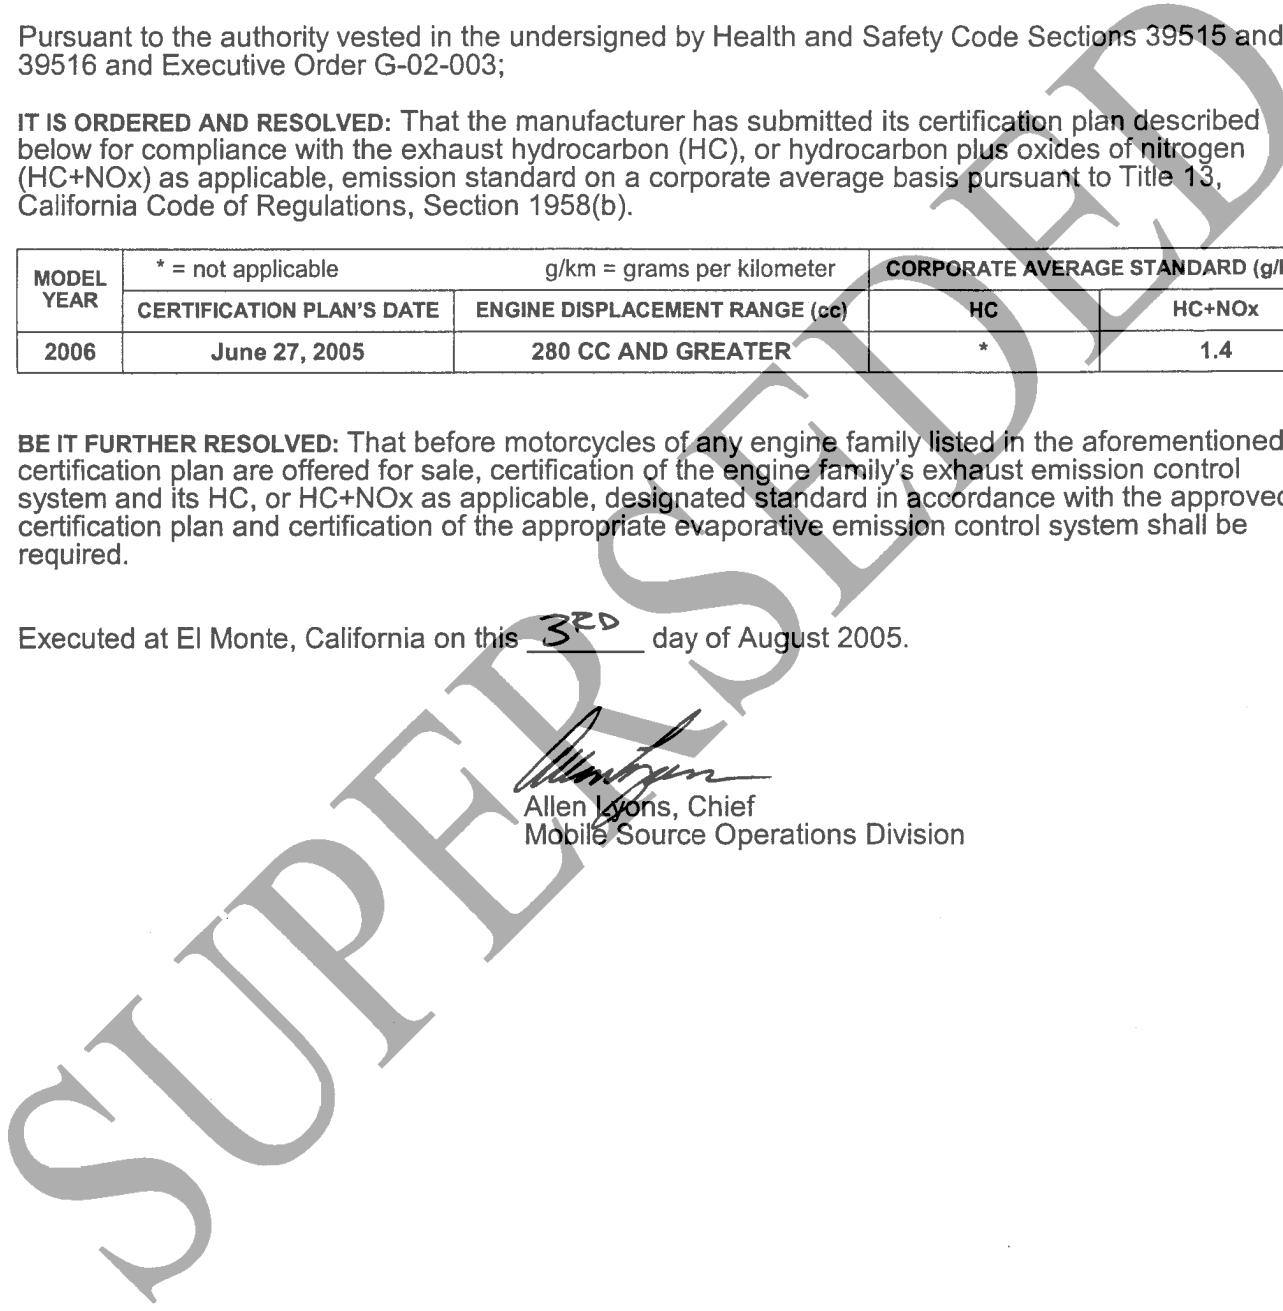 Pursuant to the authority vested in the undersigned by Health and Safety Code Sections 39515 and
39516 and Executive Order G-02-003;
IT IS ORDERED AND RESOLVED: That the manufacturer has submitted its certification plan described
below for compliance with the exhaust hydrocarbon (HC), or hydrocarbon plus oxides of nitrogen
(HC+NOx) as applicable, emission standard on a corporate average basis pursuant to Title 13,
California Code of Regulations, Section 1958(b).
MODEL YEAR
* = not applicable g/km = grams per kilometer
CORPORATE AVERAGE STANDARD (g/
CERTIFICATION PLAN'S DATE ENGINE DISPLACEMENT RANGE (cc) HC HC+NOx
2006 June 27, 2005 280 CC AND GREATER * 1.4
BE IT FURTHER RESOLVED: That before motorcycles of any engine family listed in the aforementioned
certification plan are offered for sale, certification of the engine family's exhaust emission control
system and its HC, or HC+NOx as applicable, designated standard in accordance with the approved
certification plan and certification of the appropriate evaporative emission control system shall be
required.
Executed at El Monte, California on this 3RD day of August 2005.
Allen Lyons, Chief
Mobile Source Operations Division
SUPERSEDED